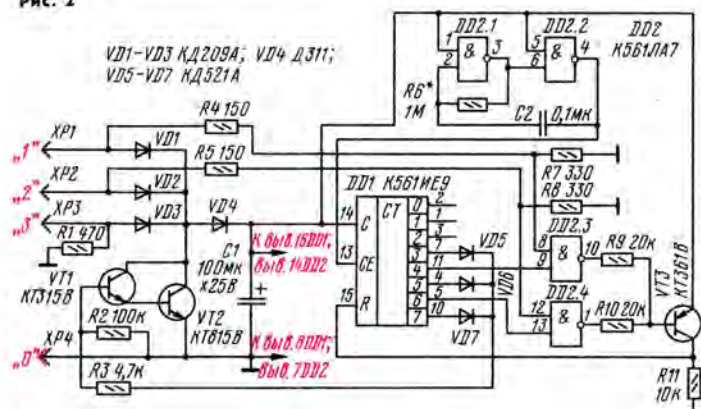 Рис. 2
VD1-VD3 КД209А; VD4 Д311;
VD5-VD7 КД521А
DD2.1
DD2.2
DD2
К561ЛА7
1
2
&
3
5
6
&
4
R6*
1М
C2
0,1мк
R4 150
R5 150
„1"
XP1
VD1
„2"
XP2
VD2
„3"
XP3
VD3
VD4
R1 470
DD1 К561ИЕ9
R7 330
R8 330
14
C
13
CE
15
R
CT
0
1
2
3
4
5
6
7
2
1
3
7
11
4
5
10
VD5
VD6
VD7
DD2.3
8
9
&
10
R9 20к
DD2.4
12
13
&
1
R10 20к
VT3
КТ361В
R11
10к
C1
100мк
х25В
+
К выв. 16DD1;
выв. 14DD2
VT1
КТ315В
VT2
КТ815В
R2 100к
„0"
XP4
R3 4,7к
К выв. 8DD1;
выв. 7DD2